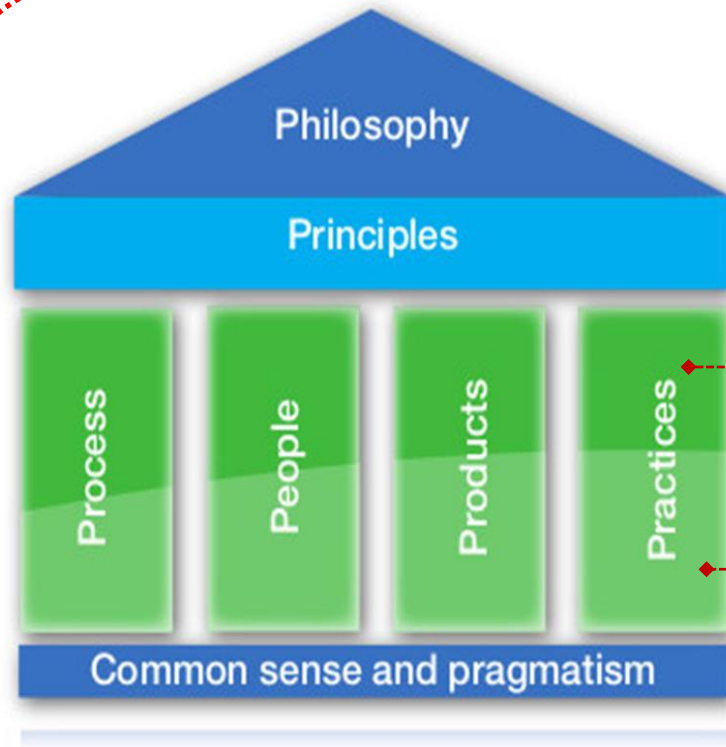 Philosophy
Principles
Process
People
Products
Practices
Common sense and pragmatism